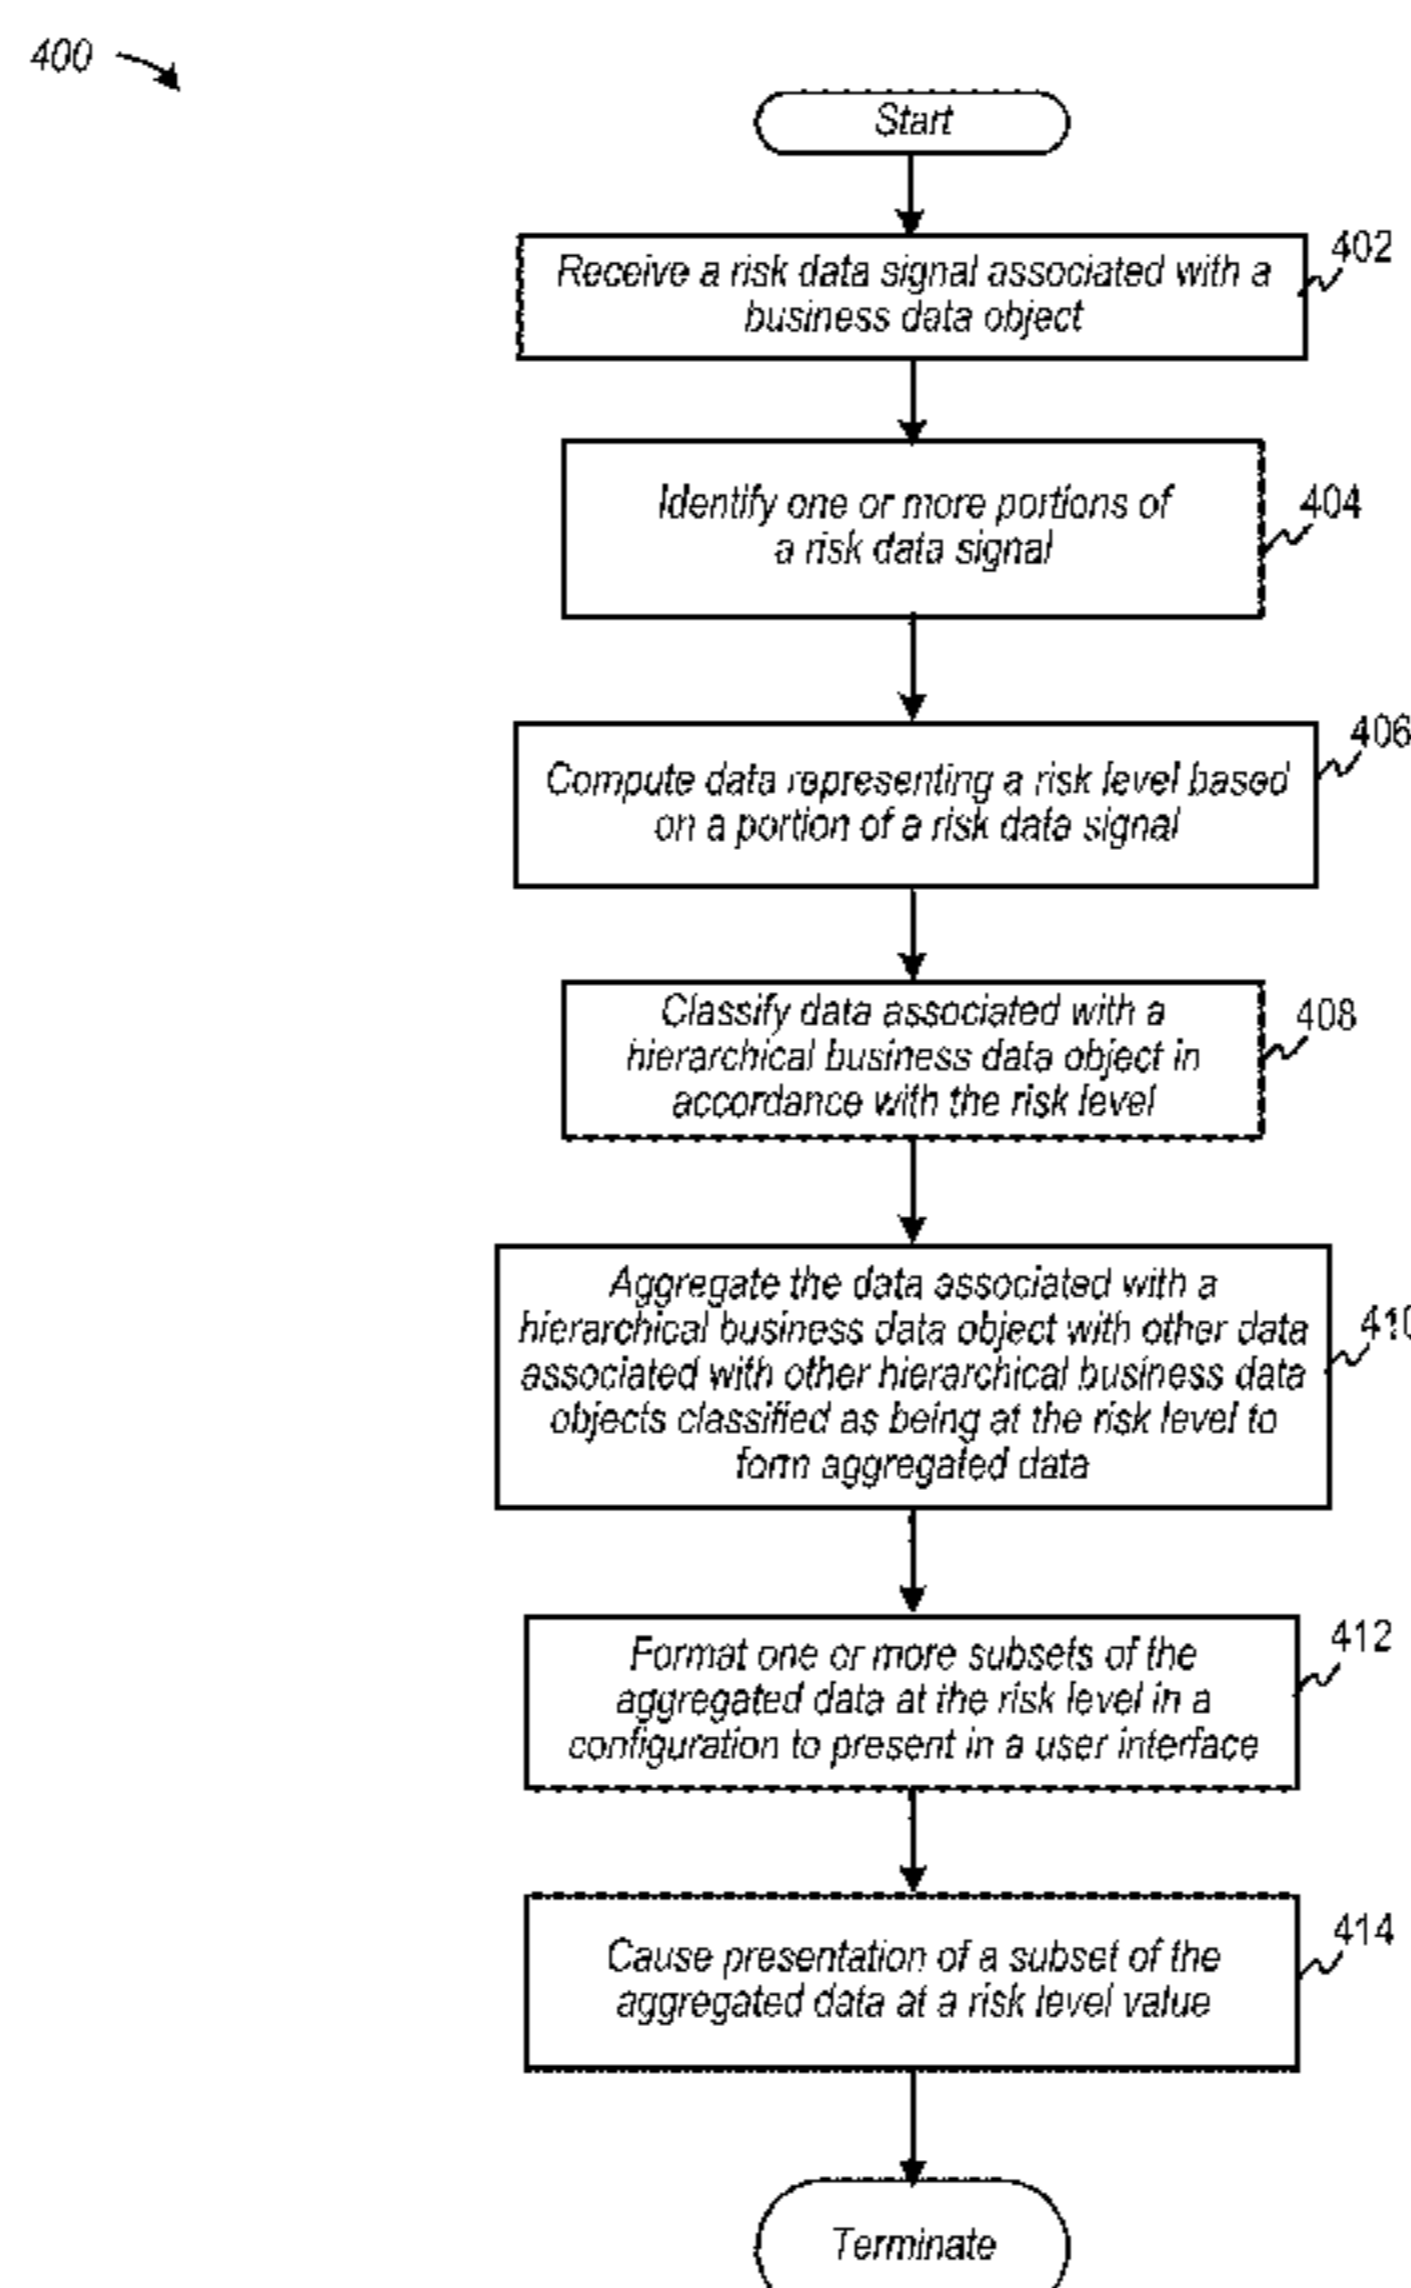 400
Start
402
Receive a risk data signal associated with a
business data object
404
Identify one or more portions of
a risk data signal
406
Compute data representing a risk level based
on a portion of a risk data signal
408
Classify data associated with a
hierarchical business data object in
accordance with the risk level
410
Aggregate the data associated with a
hierarchical business data object with other data
associated with other hierarchical business data
objects classified as being at the risk level to
form aggregated data
412
Format one or more subsets of the
aggregated data at the risk level in a
configuration to present in a user interface
414
Cause presentation of a subset of the
aggregated data at a risk level value
Terminate